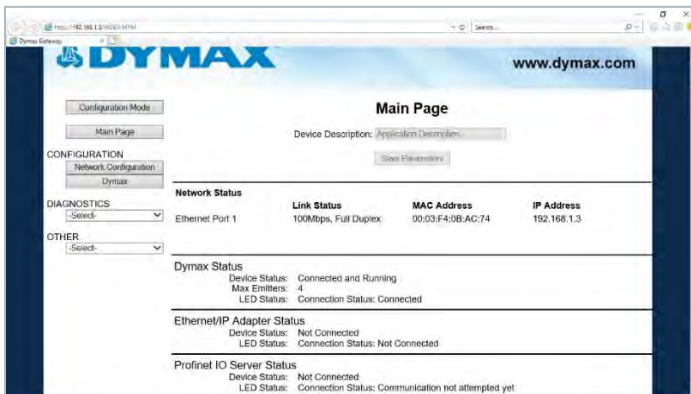 Dymax Gateway
DYMAX
www.dymax.com
Configuration Mode
Main Page
CONFIGURATION
Network Configuration
Dymax
DIAGNOSTICS
-Select-
OTHER
-Select-
Main Page
Device Description: Application Description
Save Parameters
Network Status
Link Status MAC Address IP Address
Ethernet Port 1 100Mbps, Full Duplex 00:03:F4:0B:AC:74 192.168.1.3
Dymax Status
Device Status: Connected and Running
Max Emitters: 4
LED Status: Connection Status: Connected
Ethernet/IP Adapter Status
Device Status: Not Connected
LED Status: Connection Status: Not Connected
Profinet IO Server Status
Device Status: Not Connected
LED Status: Connection Status: Communication not attempted yet